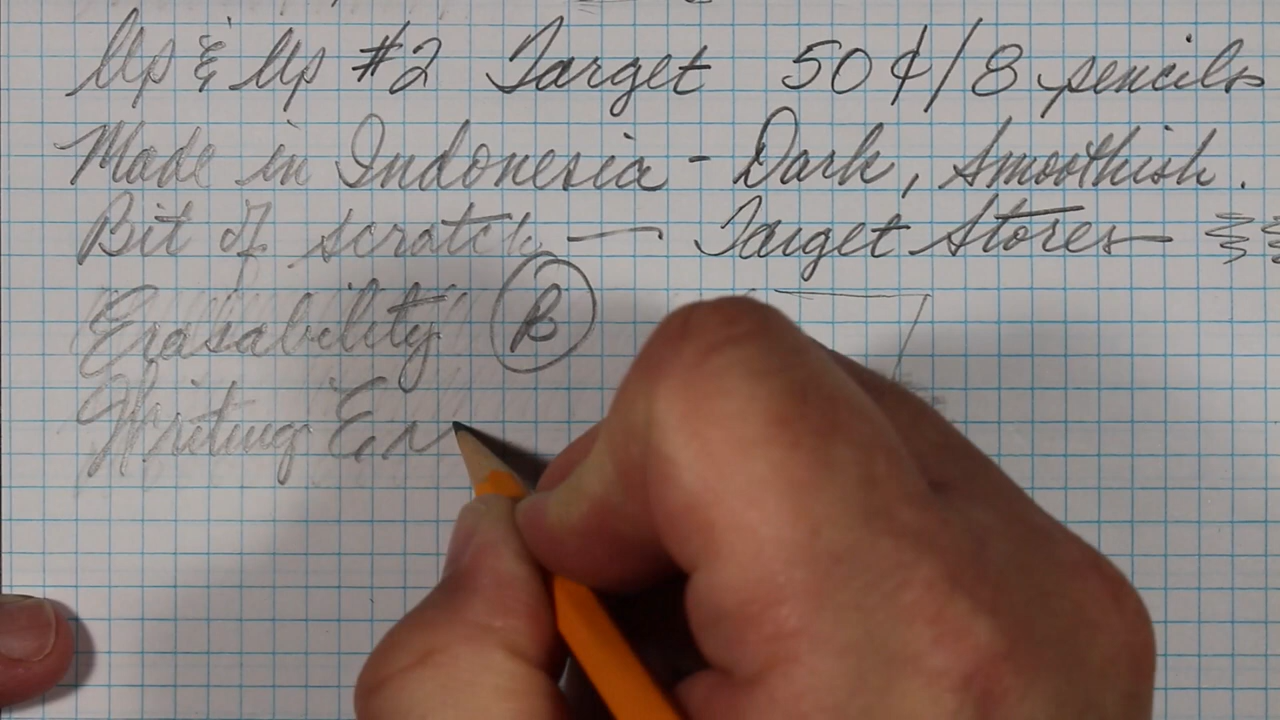 Up & Up #2 Target 50¢/8 pencils
Made in Indonesia - Dark, Smoothish.
Bit of scratch — Target Stores
Erasability B
Writing En